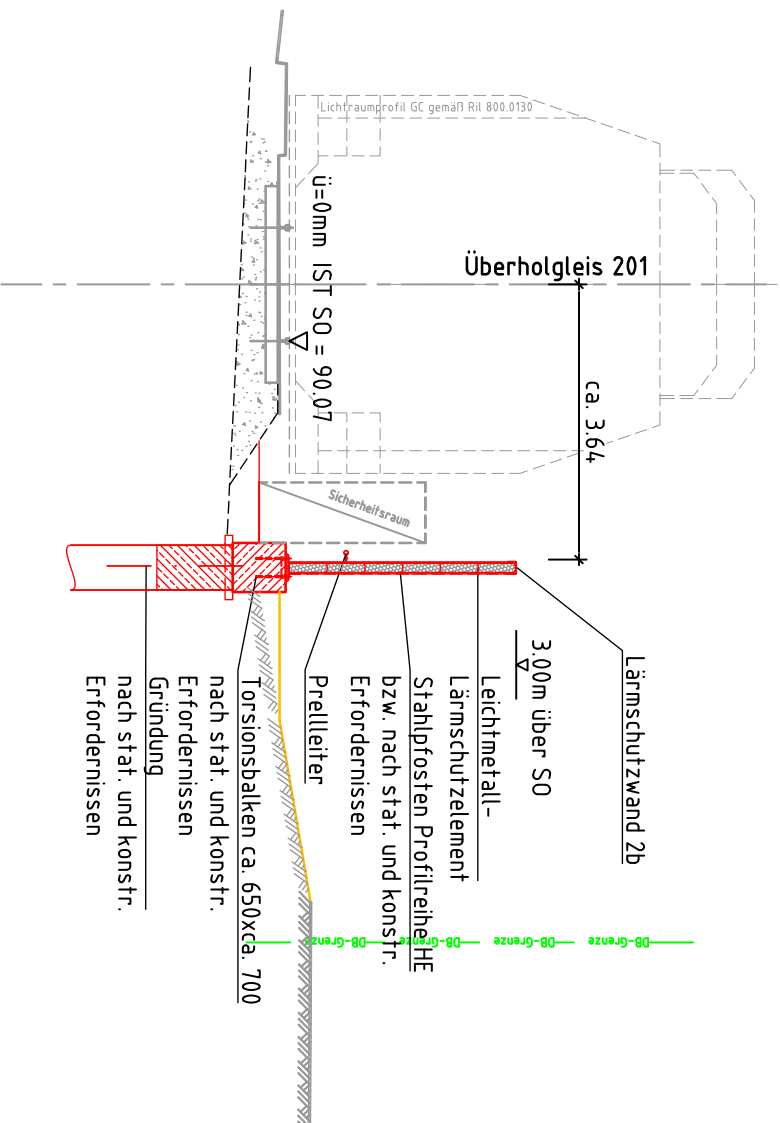 Lichtraumprofil GC gemäß Ril 800.0130
Überholgleis 201
ü=0mm IST SO = 90.07
ca. 3.64
Sicherheitsraum
Lärmschutzwand 2b
3.00m über SO
Leichtmetall-
Lärmschutzelement
Stahlpfosten Profilreihe HE
bzw. nach stat. und konstr.
Erfordernissen
Prellleiter
Torsionsbalken ca. 650xca. 700
nach stat. und konstr.
Erfordernissen
Gründung
nach stat. und konstr.
Erfordernissen
DB-Grenze
DB-Grenze
DB-Grenze
DB-Grenze